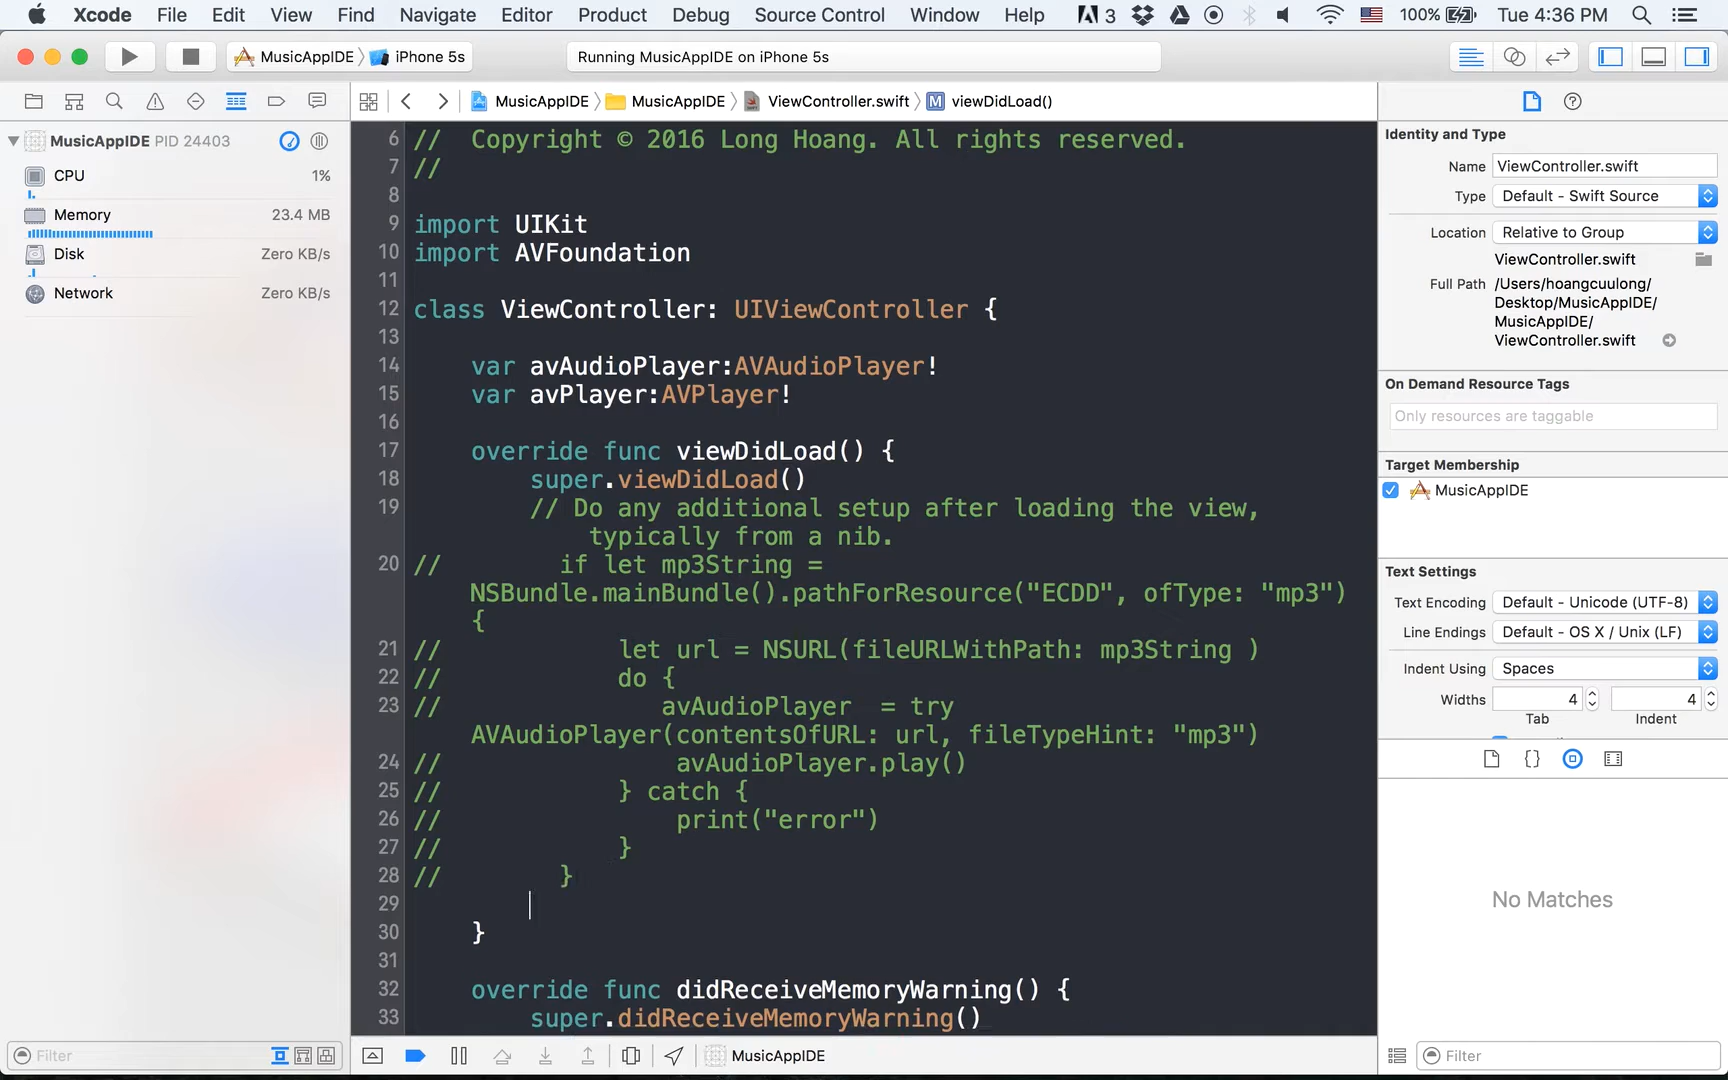 Xcode File Edit View Find Navigate Editor Product Debug Source Control Window Help 3 100% Tue 4:36 PM
MusicAppIDE iPhone 5s Running MusicAppIDE on iPhone 5s
MusicAppIDE MusicAppIDE ViewController.swift M viewDidLoad()
MusicAppIDE PID 24403
CPU 1%
Memory 23.4 MB
Disk Zero KB/s
Network Zero KB/s
Filter
6 // Copyright © 2016 Long Hoang. All rights reserved.
7 //
8
9 import UIKit
10 import AVFoundation
11
12 class ViewController: UIViewController {
13
14 var avAudioPlayer:AVAudioPlayer!
15 var avPlayer:AVPlayer!
16
17 override func viewDidLoad() {
18 super.viewDidLoad()
19 // Do any additional setup after loading the view,
typically from a nib.
20 // if let mp3String =
NSBundle.mainBundle().pathForResource("ECDD", ofType: "mp3")
{
21 // let url = NSURL(fileURLWithPath: mp3String )
22 // do {
23 // avAudioPlayer  = try
AVAudioPlayer(contentsOfURL: url, fileTypeHint: "mp3")
24 // avAudioPlayer.play()
25 // } catch {
26 // print("error")
27 // }
28 // }
29
30 }
31
32 override func didReceiveMemoryWarning() {
33 super.didReceiveMemoryWarning()
MusicAppIDE
Identity and Type
Name ViewController.swift
Type Default - Swift Source
Location Relative to Group
ViewController.swift
Full Path /Users/hoangcuulong/
Desktop/MusicAppIDE/
MusicAppIDE/
ViewController.swift
On Demand Resource Tags
Only resources are taggable
Target Membership
MusicAppIDE
Text Settings
Text Encoding Default - Unicode (UTF-8)
Line Endings Default - OS X / Unix (LF)
Indent Using Spaces
Widths 4 4
Tab Indent
{}
No Matches
Filter